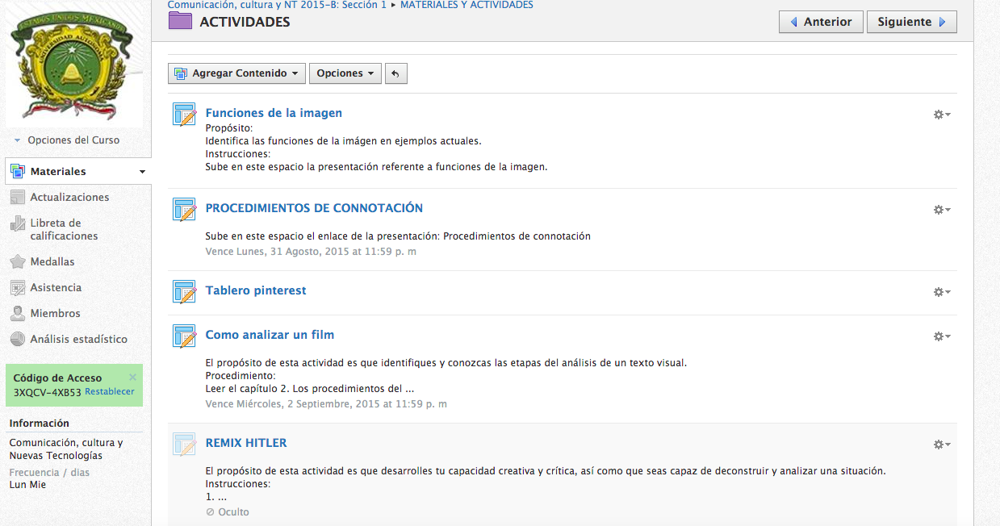 ESTADOS UNIDOS MEXICANOS
UNIVERSIDAD AUTONOMA
Opciones del Curso
Materiales
Actualizaciones
Libreta de
calificaciones
Medallas
Asistencia
Miembros
Análisis estadístico
Código de Acceso
3XQCV-4XB53 Restablecer
Información
Comunicación, cultura y
Nuevas Tecnologías
Frecuencia / dias
Lun Mie
Comunicación, cultura y NT 2015-B: Sección 1 ▸ MATERIALES Y ACTIVIDADES
ACTIVIDADES
Anterior Siguiente
Agregar Contenido Opciones
Funciones de la imagen
Propósito:
Identifica las funciones de la imágen en ejemplos actuales.
Instrucciones:
Sube en este espacio la presentación referente a funciones de la imagen.
PROCEDIMIENTOS DE CONNOTACIÓN
Sube en este espacio el enlace de la presentación: Procedimientos de connotación
Vence Lunes, 31 Agosto, 2015 at 11:59 p. m
Tablero pinterest
Como analizar un film
El propósito de esta actividad es que identifiques y conozcas las etapas del análisis de un texto visual.
Procedimiento:
Leer el capítulo 2. Los procedimientos del ...
Vence Miércoles, 2 Septiembre, 2015 at 11:59 p. m
REMIX HITLER
El propósito de esta actividad es que desarrolles tu capacidad creativa y crítica, así como que seas capaz de deconstruir y analizar una situación.
Instrucciones:
1. ...
Oculto